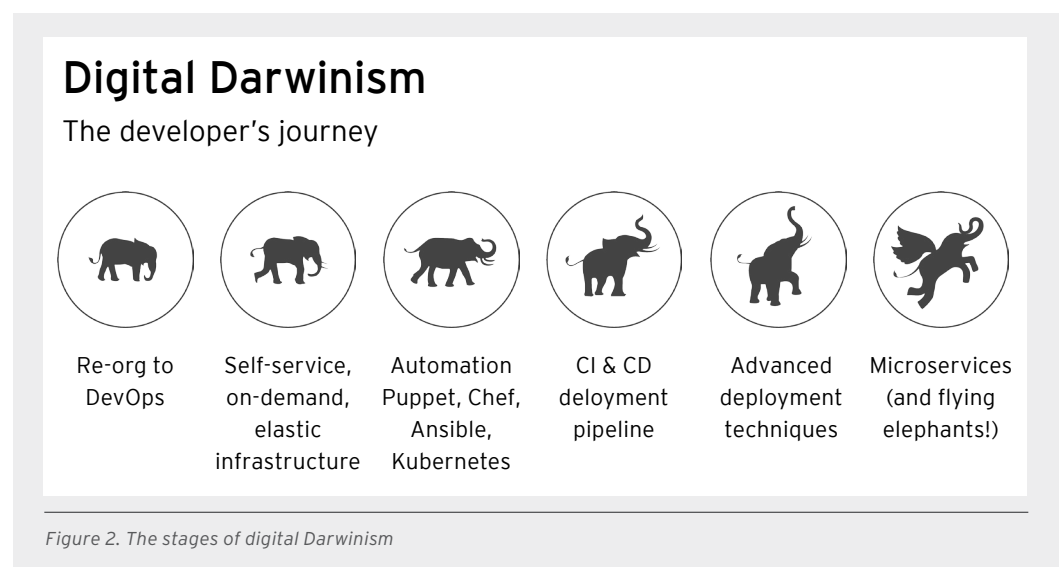 Digital Darwinism
The developer's journey
Re-org to
DevOps
Self-service,
on-demand,
elastic
infrastructure
Automation
Puppet, Chef,
Ansible,
Kubernetes
CI & CD
deloyment
pipeline
Advanced
deployment
techniques
Microservices
(and flying
elephants!)
Figure 2. The stages of digital Darwinism